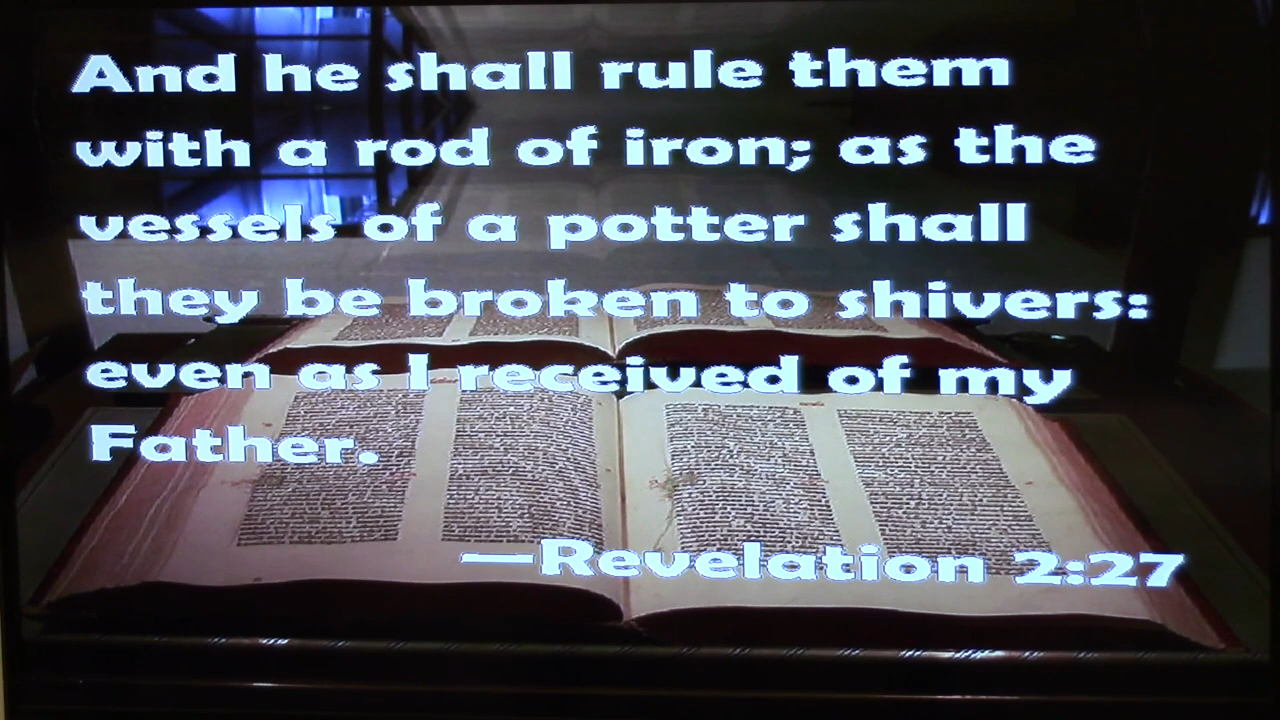 And he shall rule them
with a rod of iron; as the
vessels of a potter shall
they be broken to shivers:
even as I received of my
Father.
—Revelation 2:27